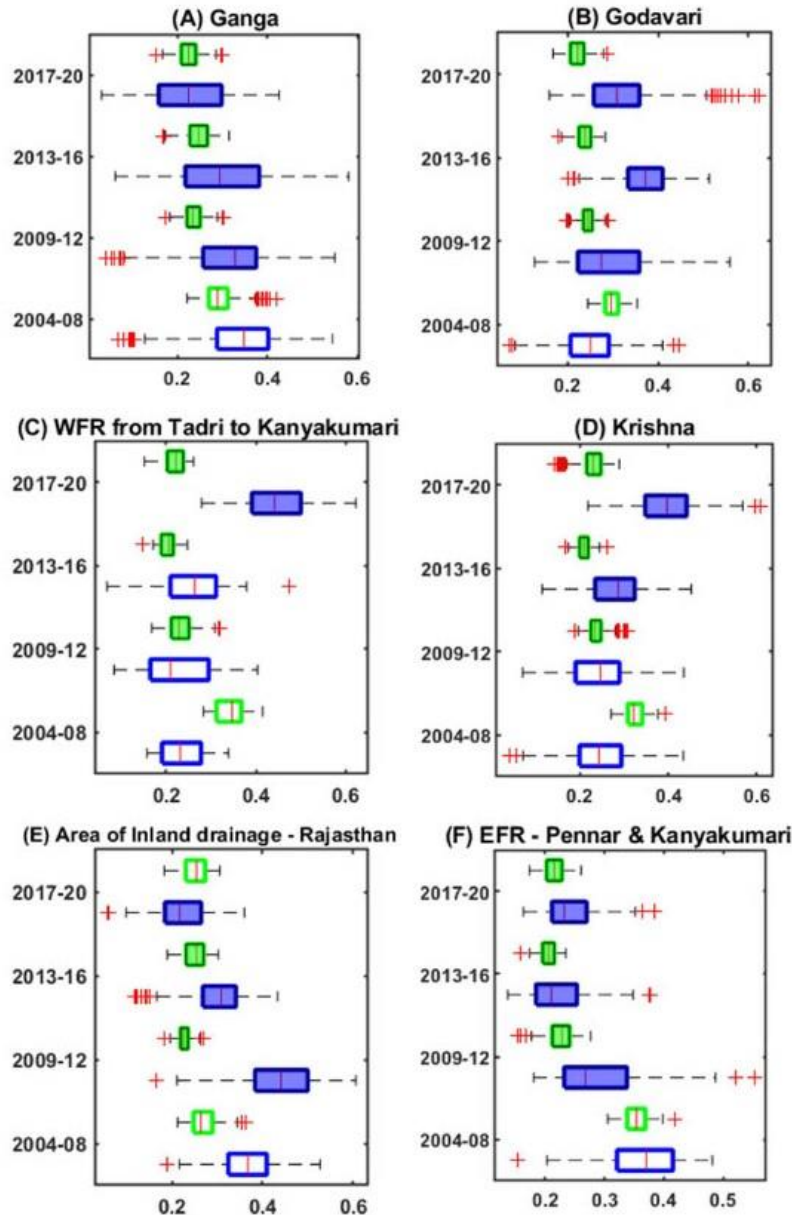 (A) Ganga
2017-20
2013-16
2009-12
2004-08
0.2 0.4 0.6
(B) Godavari
2017-20
2013-16
2009-12
2004-08
0.2 0.4 0.6
(C) WFR from Tadri to Kanyakumari
2017-20
2013-16
2009-12
2004-08
0.2 0.4 0.6
(D) Krishna
2017-20
2013-16
2009-12
2004-08
0.2 0.4 0.6
(E) Area of Inland drainage - Rajasthan
2017-20
2013-16
2009-12
2004-08
0.2 0.4 0.6
(F) EFR - Pennar & Kanyakumari
2017-20
2013-16
2009-12
2004-08
0.2 0.3 0.4 0.5